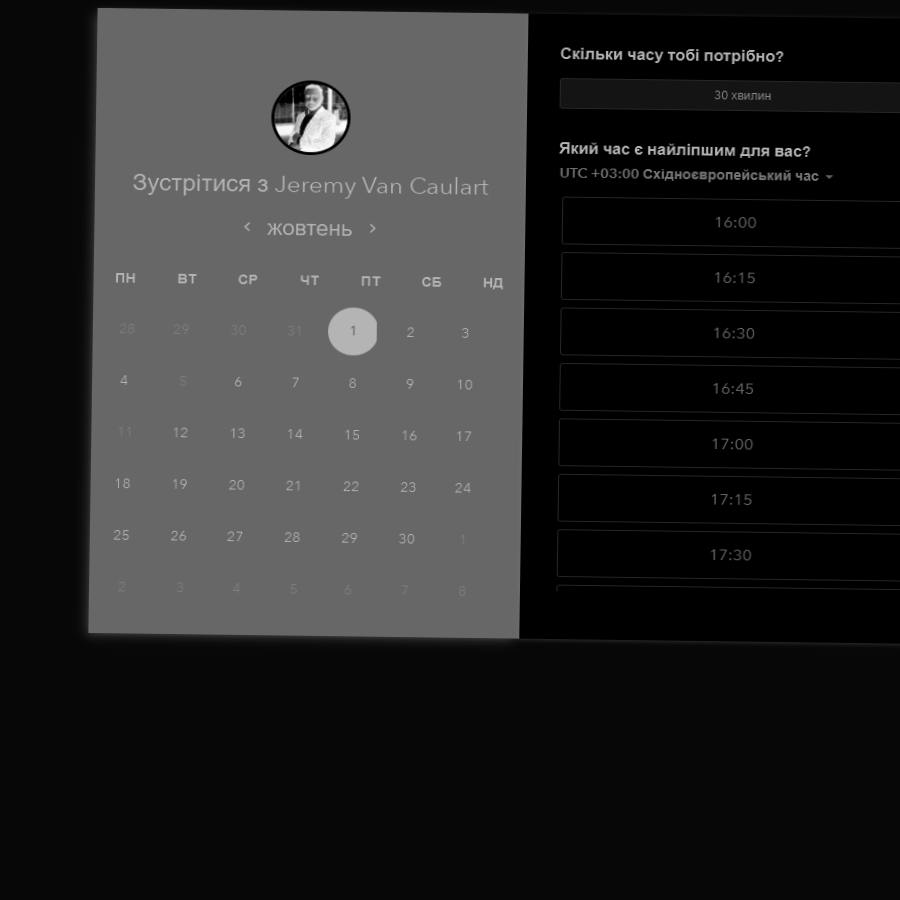 Зустрітися з Jeremy Van Caulart
жовтень
ПН ВТ СР ЧТ ПТ СБ НД
28 29 30 31 1 2 3
4 5 6 7 8 9 10
11 12 13 14 15 16 17
18 19 20 21 22 23 24
25 26 27 28 29 30 1
2 3 4 5 6 7 8
Скільки часу тобі потрібно?
30 хвилин
Який час є найліпшим для вас?
UTC +03:00 Східноєвропейський час
16:00
16:15
16:30
16:45
17:00
17:15
17:30